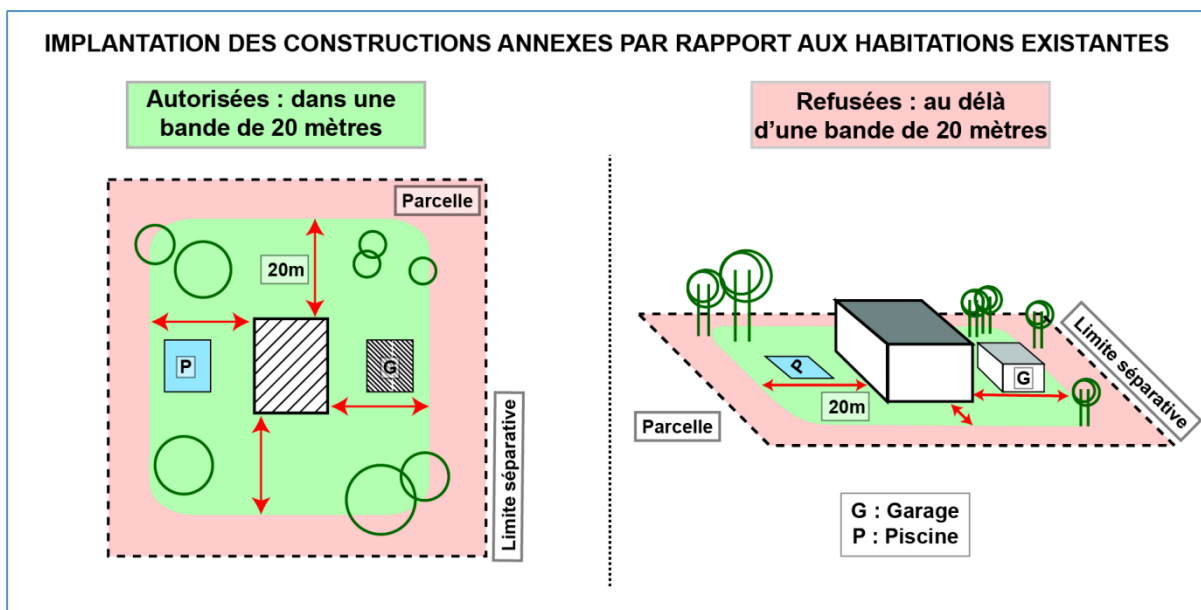 IMPLANTATION DES CONSTRUCTIONS ANNEXES PAR RAPPORT AUX HABITATIONS EXISTANTES
Autorisées : dans une
bande de 20 mètres
Refusées : au délà
d'une bande de 20 mètres
Parcelle
20m
P
G
Limite séparative
Limite séparative
P
G
20m
Parcelle
G : Garage
P : Piscine